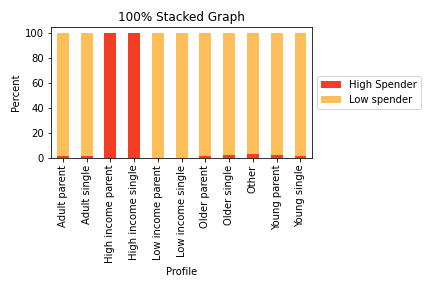 100% Stacked Graph
Percent
100
80
60
40
20
0
High Spender
Low spender
Adult parent
Adult single
High income parent
High income single
Low income parent
Low income single
Older parent
Older single
Other
Young parent
Young single
Profile